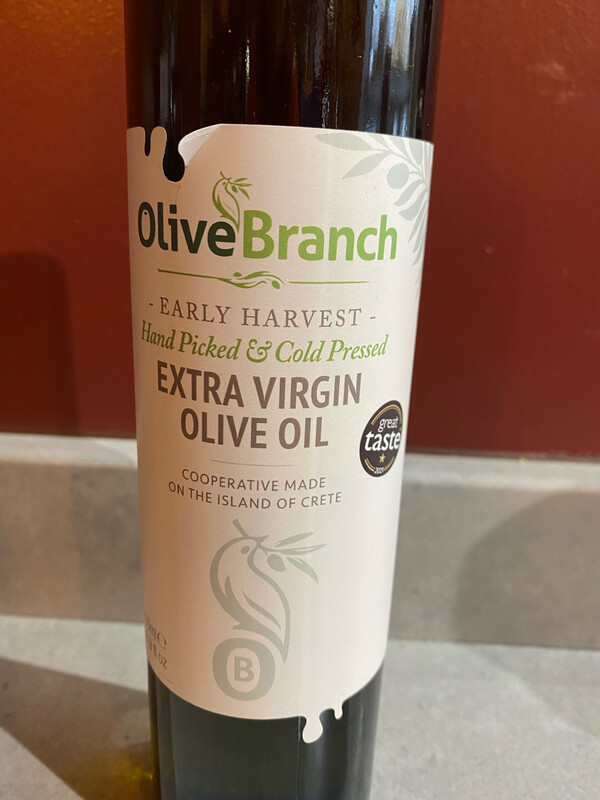 OliveBranch
- EARLY HARVEST -
Hand Picked & Cold Pressed
EXTRA VIRGIN
OLIVE OIL
great
taste
COOPERATIVE MADE
ON THE ISLAND OF CRETE
B